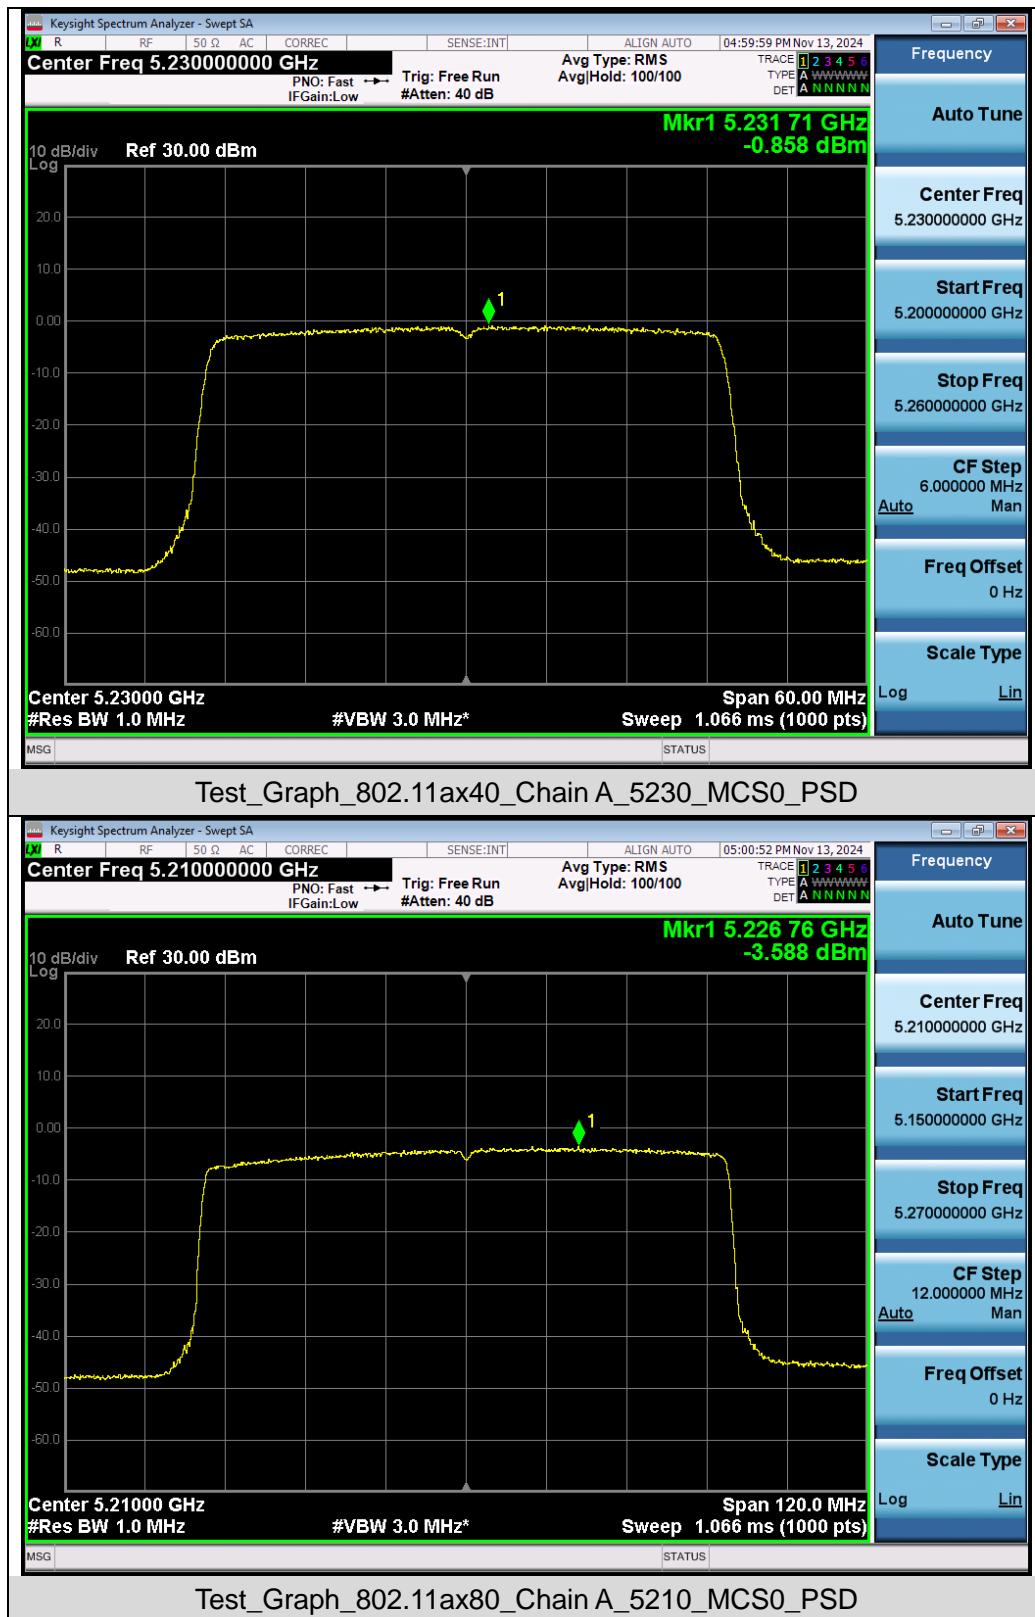 Keysight Spectrum Analyzer - Swept SA
LXI R RF 50 Ω AC CORREC SENSE:INT ALIGN AUTO 04:59:59 PM Nov 13, 2024
Center Freq 5.230000000 GHz
PNO: Fast
IFGain:Low
Trig: Free Run
#Atten: 40 dB
Avg Type: RMS
Avg|Hold: 100/100
TRACE 1 2 3 4 5 6
TYPE A WWWWW
DET A N N N N N
Mkr1 5.231 71 GHz
-0.858 dBm
10 dB/div Ref 30.00 dBm
Log
20.0
10.0
0.00
-10.0
-20.0
-30.0
-40.0
-50.0
-60.0
1
Center 5.23000 GHz
#Res BW 1.0 MHz
#VBW 3.0 MHz*
Span 60.00 MHz
Sweep 1.066 ms (1000 pts)
MSG
STATUS
Frequency
Auto Tune
Center Freq
5.230000000 GHz
Start Freq
5.200000000 GHz
Stop Freq
5.260000000 GHz
CF Step
6.000000 MHz
Auto Man
Freq Offset
0 Hz
Scale Type
Log Lin
Test_Graph_802.11ax40_Chain A_5230_MCS0_PSD
Keysight Spectrum Analyzer - Swept SA
LXI R RF 50 Ω AC CORREC SENSE:INT ALIGN AUTO 05:00:52 PM Nov 13, 2024
Center Freq 5.210000000 GHz
PNO: Fast
IFGain:Low
Trig: Free Run
#Atten: 40 dB
Avg Type: RMS
Avg|Hold: 100/100
TRACE 1 2 3 4 5 6
TYPE A WWWWW
DET A N N N N N
Mkr1 5.226 76 GHz
-3.588 dBm
10 dB/div Ref 30.00 dBm
Log
20.0
10.0
0.00
-10.0
-20.0
-30.0
-40.0
-50.0
-60.0
1
Center 5.21000 GHz
#Res BW 1.0 MHz
#VBW 3.0 MHz*
Span 120.0 MHz
Sweep 1.066 ms (1000 pts)
MSG
STATUS
Frequency
Auto Tune
Center Freq
5.210000000 GHz
Start Freq
5.150000000 GHz
Stop Freq
5.270000000 GHz
CF Step
12.000000 MHz
Auto Man
Freq Offset
0 Hz
Scale Type
Log Lin
Test_Graph_802.11ax80_Chain A_5210_MCS0_PSD